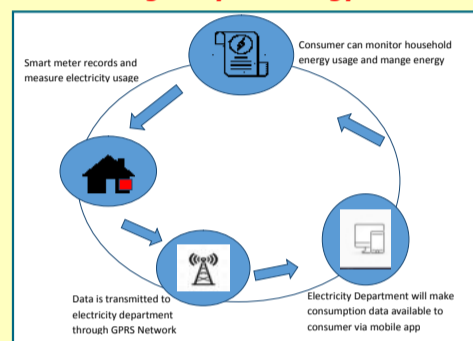 Smart meter records and
measure electricity usage
Consumer can monitor household
energy usage and mange energy
Data is transmitted to
electricity department
through GPRS Network
Electricity Department will make
consumption data available to
consumer via mobile app